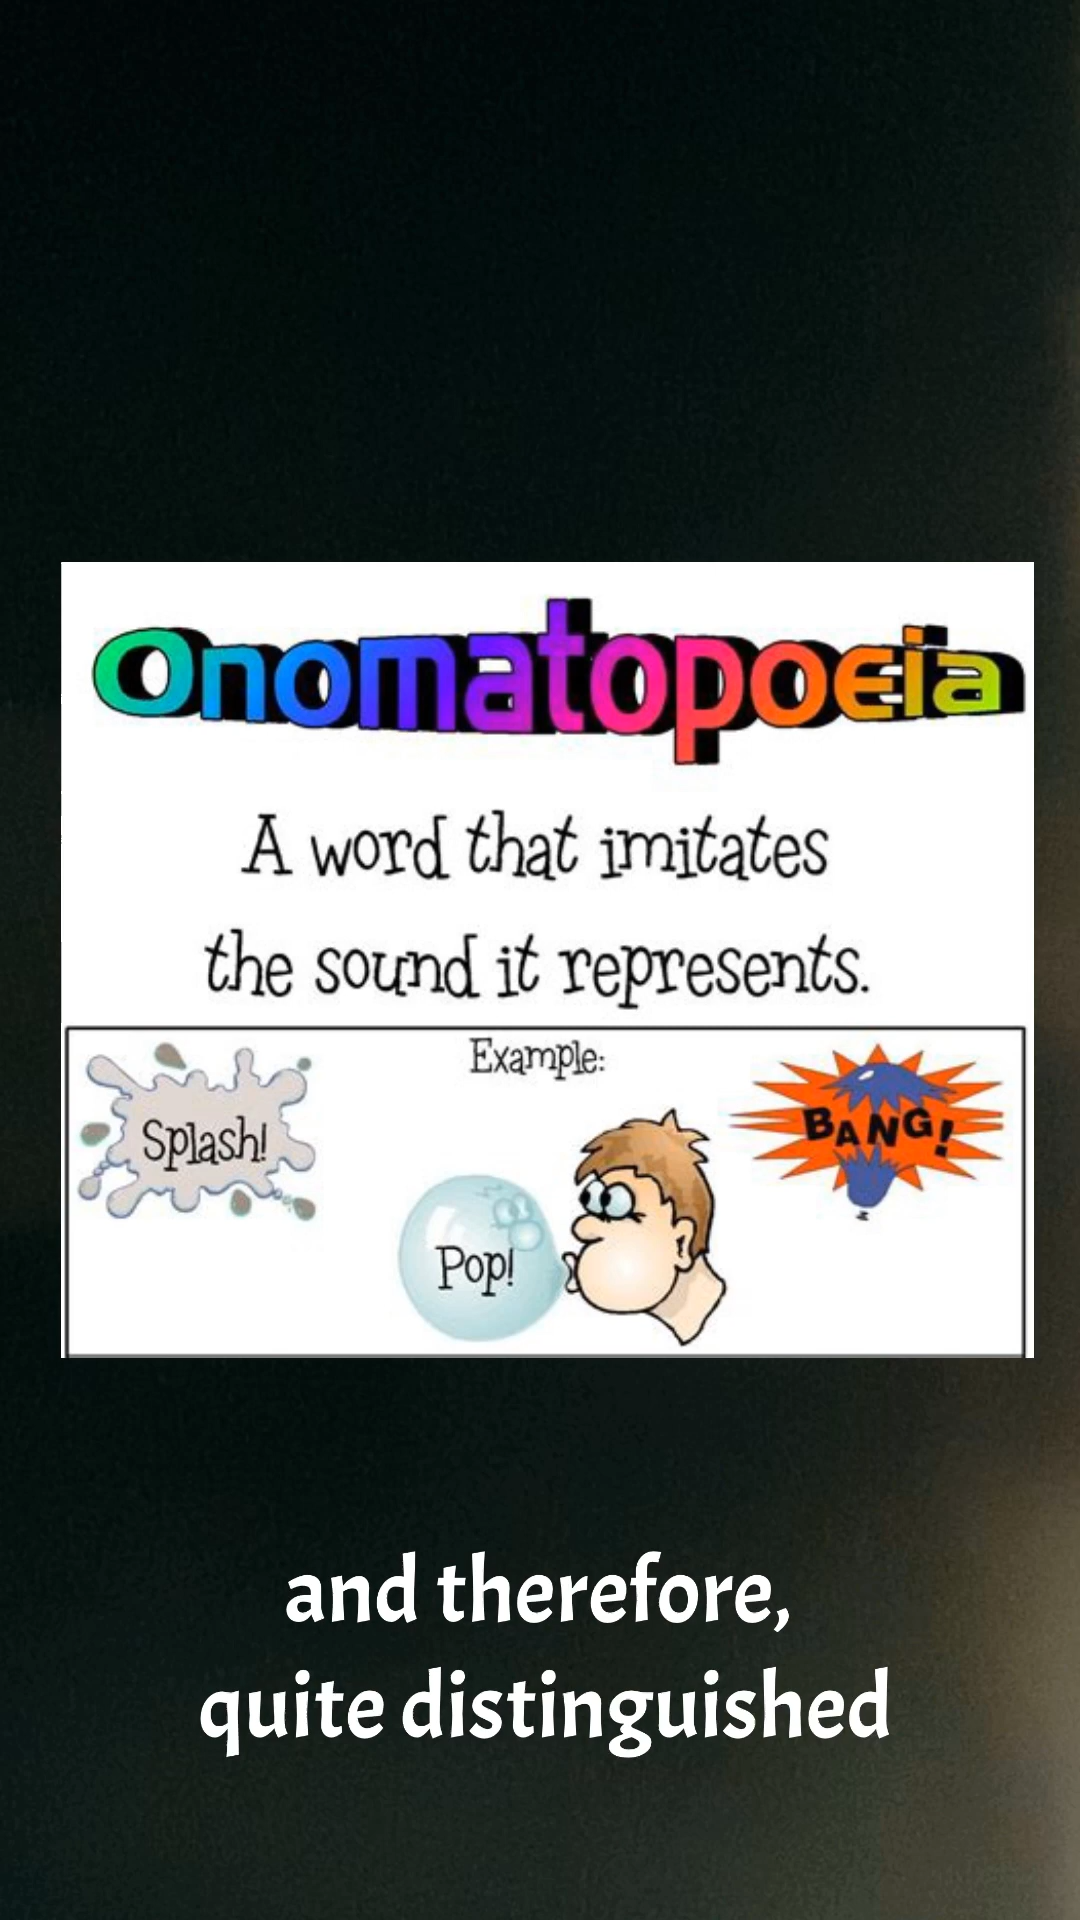 Onomatopoeia
A word that imitates
the sound it represents.
Example:
Splash!
BANG!
Pop!
and therefore,
quite distinguished